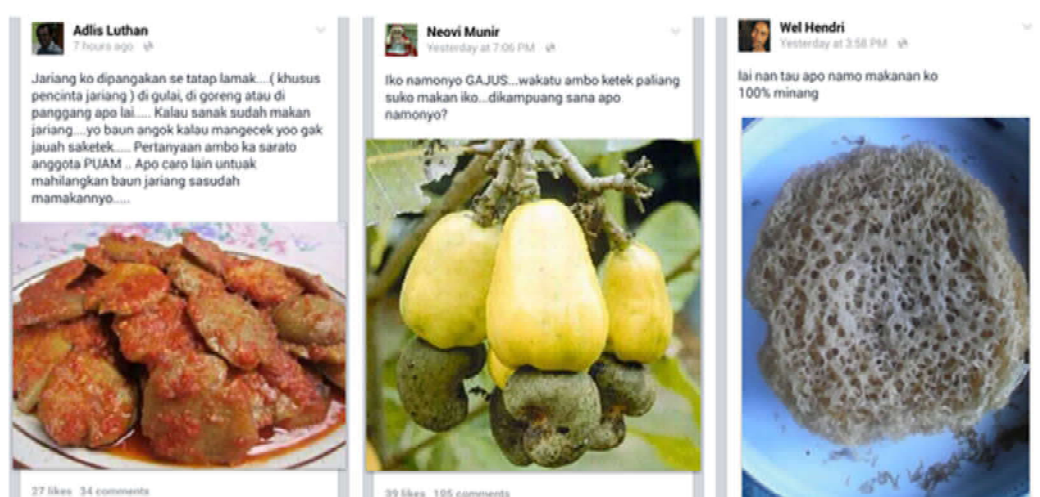 Adlis Luthan
7 hours ago
Jariang ko dipangakan se tatap lamak....( khusus
pencinta jariang ) di gulai, di goreng atau di
panggang apo lai..... Kalau sanak sudah makan
jariang....yo baun angok kalau mangecek yoo gak
jauah saketek..... Pertanyaan ambo ka sarato
anggota PUAM .. Apo caro lain untuak
mahilangkan baun jariang sasudah
mamakannyo.....
27 likes 34 comments
Neovi Munir
Yesterday at 7:06 PM
Iko namonyo GAJUS...wakatu ambo ketek paliang
suko makan iko...dikampuang sana apo
namonyo?
39 likes 105 comments
Wel Hendri
Yesterday at 3:58 PM
lai nan tau apo namo makanan ko
100% minang